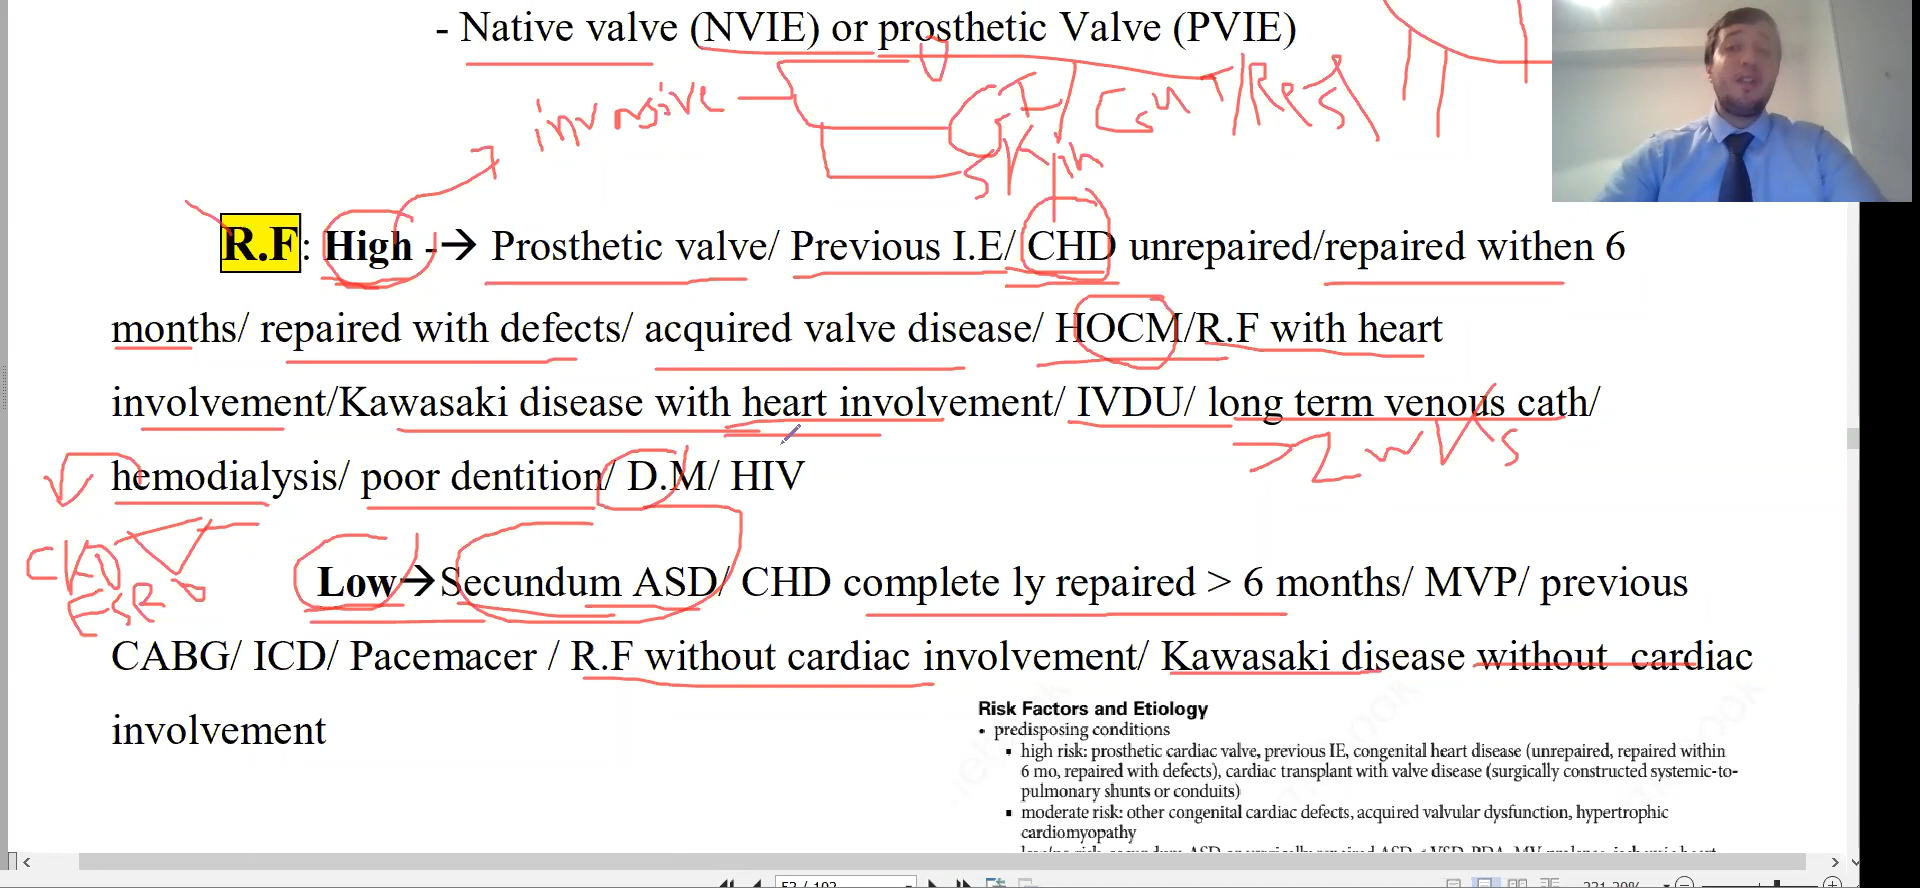 - Native valve (NVIE) or prosthetic Valve (PVIE)
invasive
GI
Skin
R.F: High -→ Prosthetic valve/ Previous I.E/ CHD unrepaired/repaired withen 6
months/ repaired with defects/ acquired valve disease/ HOCM/R.F with heart
involvement/Kawasaki disease with heart involvement/ IVDU/ long term venous cath/
>2 wks
hemodialysis/ poor dentition/ D.M/ HIV
CKD
ESR
Low→Secundum ASD/ CHD complete ly repaired > 6 months/ MVP/ previous
CABG/ ICD/ Pacemacer / R.F without cardiac involvement/ Kawasaki disease without cardiac
involvement
Risk Factors and Etiology
• predisposing conditions
▪ high risk: prosthetic cardiac valve, previous IE, congenital heart disease (unrepaired, repaired within
6 mo, repaired with defects), cardiac transplant with valve disease (surgically constructed systemic-to-
pulmonary shunts or conduits)
▪ moderate risk: other congenital cardiac defects, acquired valvular dysfunction, hypertrophic
cardiomyopathy